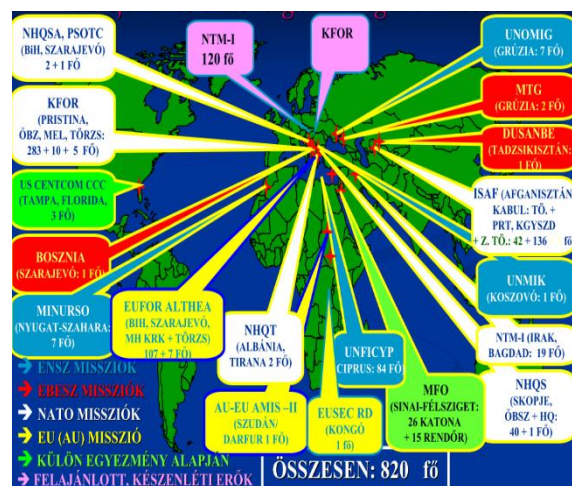 NHQSA, PSOTC
(BiH, SZARAJEVÓ)
2 + 1 FŐ
NTM-I
120 fő
KFOR
UNOMIG
(GRÚZIA: 7 FŐ)
KFOR
(PRISTINA,
ÓBZ, MEL, TÖRZS:
283 + 10 + 5 FŐ)
MTG
(GRÚZIA: 2 FŐ)
DUSANBE
(TADZSIKISZTÁN:
1 FŐ)
US CENTCOM CCC
(TAMPA, FLORIDA,
3 FŐ)
ISAF (AFGANISZTÁN
KABUL: TÖ. +
PRT, KGYSZD
+ Z. TÖ.: 42 + 136 fő
BOSZNIA
(SZARAJEVÓ: 1 FŐ)
UNMIK
(KOSZOVÓ: 1 FŐ)
MINURSO
(NYUGAT-SZAHARA:
7 FŐ)
EUFOR ALTHEA
(BIH, SZARAJEVÓ,
MH KRK + TÖRZS)
107 + 7 FŐ)
NHQT
(ALBÁNIA,
TIRANA 2 FŐ)
UNFICYP
CIPRUS: 84 FŐ
NTM-I (IRAK,
BAGDAD: 19 FŐ)
MFO
(SINAI-FÉLSZIGET:
26 KATONA
+ 15 RENDŐR)
NHQS
(SKOPJE,
ÓBSZ + HQ:
40 + 1 FŐ)
AU-EU AMIS –II
(SZUDÁN/
DARFUR 1 FŐ)
EUSEC RD
(KONGÓ
1 fő)
ENSZ MISSZIÓK
EBESZ MISSZIÓK
NATO MISSZIÓK
EU (AU) MISSZIÓ
KÜLÖN EGYEZMÉNY ALAPJÁN
FELAJÁNLOTT, KÉSZENLÉTI ERŐK
ÖSSZESEN: 820 fő